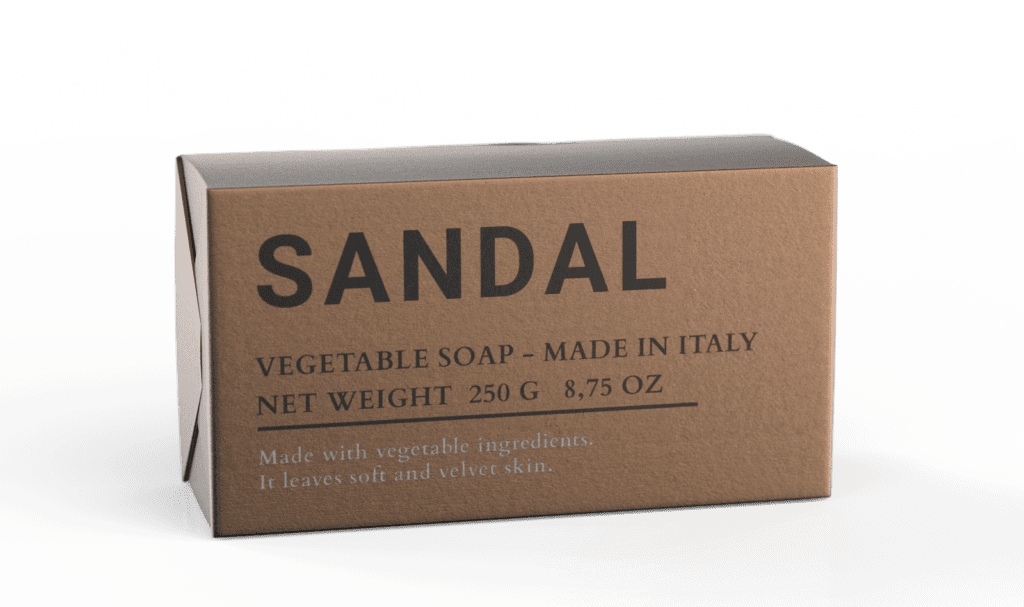 SANDAL
VEGETABLE SOAP – MADE IN ITALY
NET WEIGHT 250 G 8,75 OZ
Made with vegetable ingredients.
It leaves soft and velvet skin.